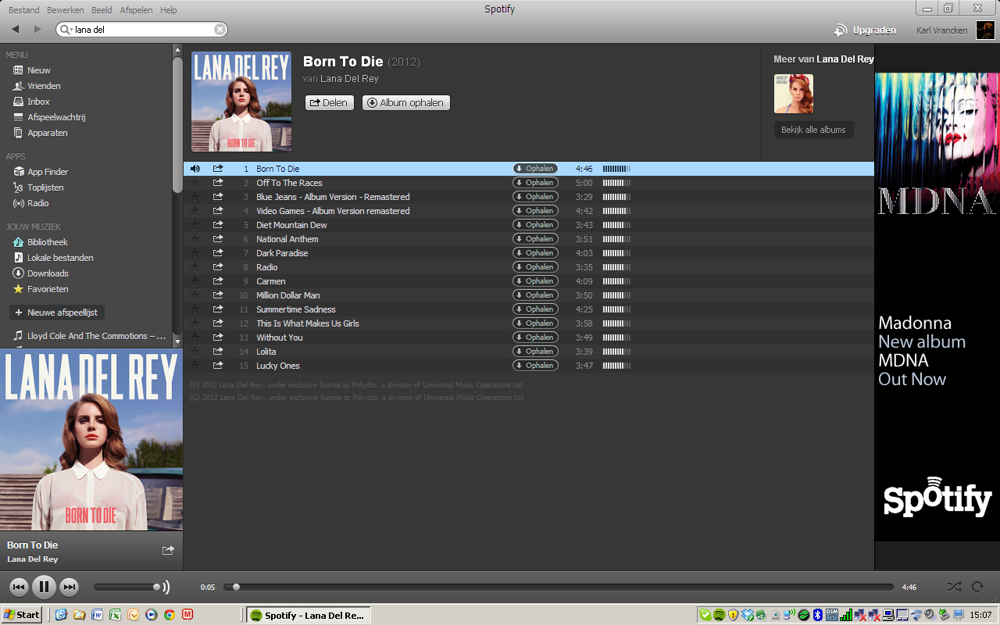 Bestand Bewerken Beeld Afspelen Help
Spotify
lana del
Upgraden
Karl Vrancken
MENU
Nieuw
Vrienden
Inbox
Afspeelwachtrij
Apparaten
APPS
App Finder
Toplijsten
Radio
JOUW MUZIEK
Bibliotheek
Lokale bestanden
Downloads
Favorieten
+ Nieuwe afspeellijst
Lloyd Cole And The Commotions – ...
LANA DEL REY
BORN TO DIE
Born To Die
Lana Del Rey
LANA DEL REY
BORN TO DIE
Born To Die (2012)
van Lana Del Rey
Delen
Album ophalen
Meer van Lana Del Rey
Bekijk alle albums
1 Born To Die Ophalen 4:46
2 Off To The Races Ophalen 5:00
3 Blue Jeans - Album Version - Remastered Ophalen 3:29
4 Video Games - Album Version remastered Ophalen 4:42
5 Diet Mountain Dew Ophalen 3:43
6 National Anthem Ophalen 3:51
7 Dark Paradise Ophalen 4:03
8 Radio Ophalen 3:35
9 Carmen Ophalen 4:09
10 Million Dollar Man Ophalen 3:50
11 Summertime Sadness Ophalen 4:25
12 This Is What Makes Us Girls Ophalen 3:58
13 Without You Ophalen 3:49
14 Lolita Ophalen 3:39
15 Lucky Ones Ophalen 3:47
(P) 2012 Lana Del Rey, under exclusive license to Polydor, a division of Universal Music Operations Ltd
(C) 2012 Lana Del Rey, under exclusive license to Polydor, a division of Universal Music Operations Ltd
MDNA
Madonna
New album
MDNA
Out Now
Spotify
0:05
4:46
Start
Spotify - Lana Del Re...
DSM
15:07